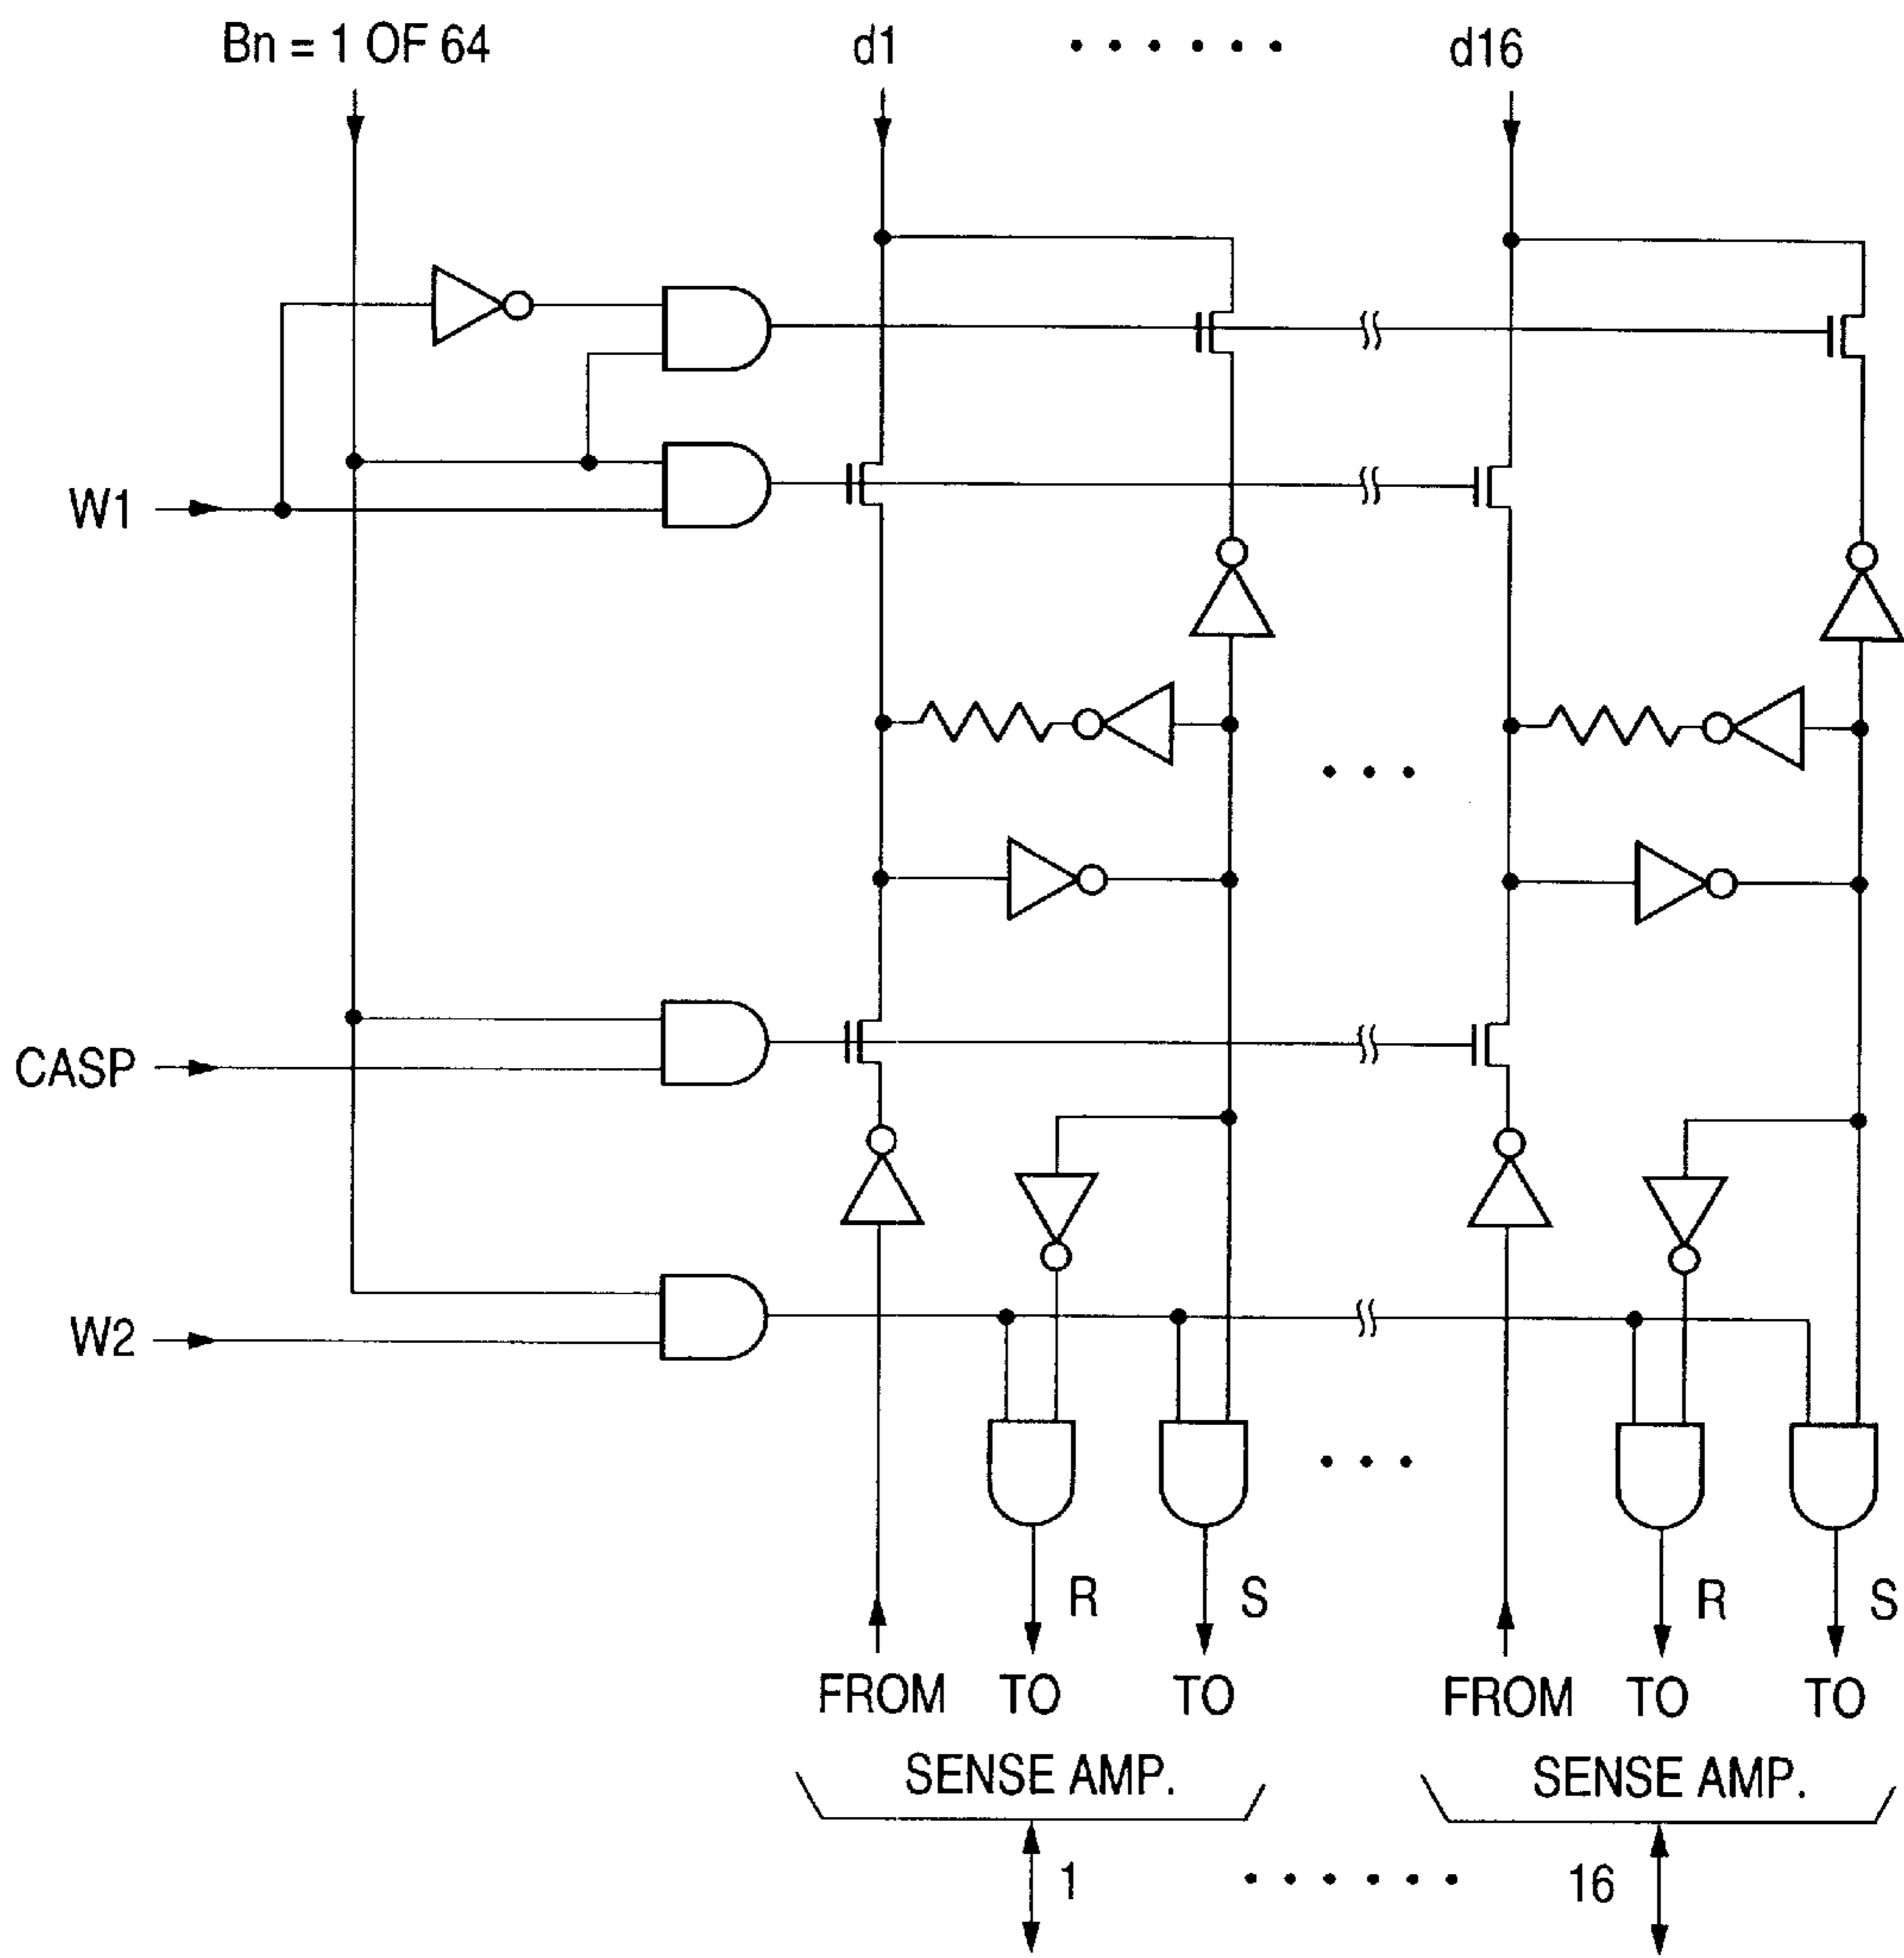 Bn = 1 OF 64 d1 ...... d16
W1
...
CASP
W2
...
R S R S
FROM TO TO FROM TO TO
SENSE AMP. SENSE AMP.
1 ...... 16